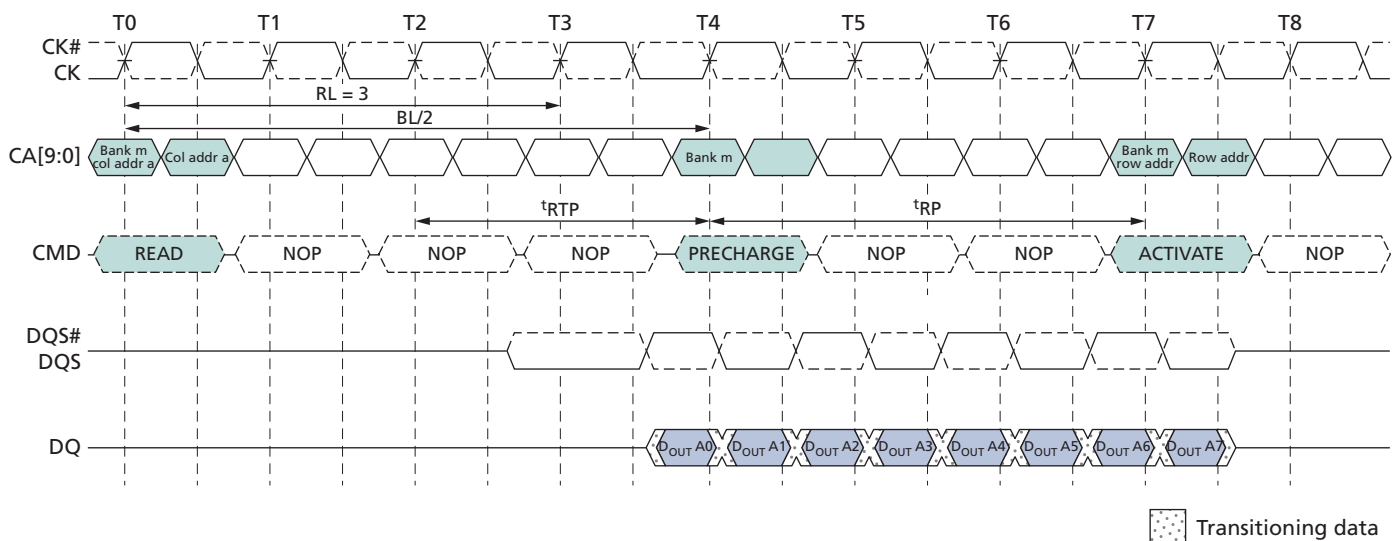 T0 T1 T2 T3 T4 T5 T6 T7 T8
CK#
CK
RL = 3
BL/2
CA[9:0]
Bank m
col addr a
Col addr a
Bank m
Bank m
row addr
Row addr
tRTP
tRP
CMD
READ NOP NOP NOP PRECHARGE NOP NOP ACTIVATE NOP
DQS#
DQS
DQ
DOUT A0 DOUT A1 DOUT A2 DOUT A3 DOUT A4 DOUT A5 DOUT A6 DOUT A7
Transitioning data